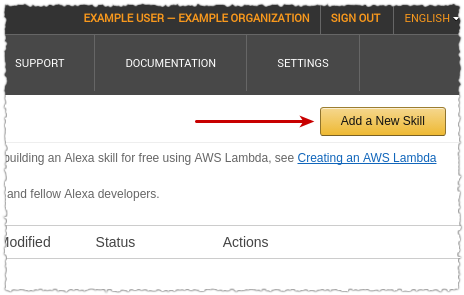 EXAMPLE USER — EXAMPLE ORGANIZATION SIGN OUT ENGLISH
SUPPORT DOCUMENTATION SETTINGS
Add a New Skill
building an Alexa skill for free using AWS Lambda, see Creating an AWS Lambda
and fellow Alexa developers.
Modified Status Actions